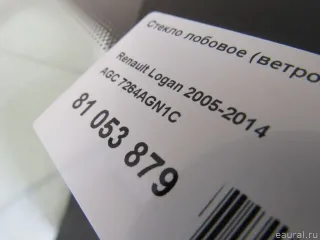 Стекло лобовое (ветро
Renault Logan 2005-2014
AGC 7264AGN1C
81 053 879
eaural.ru